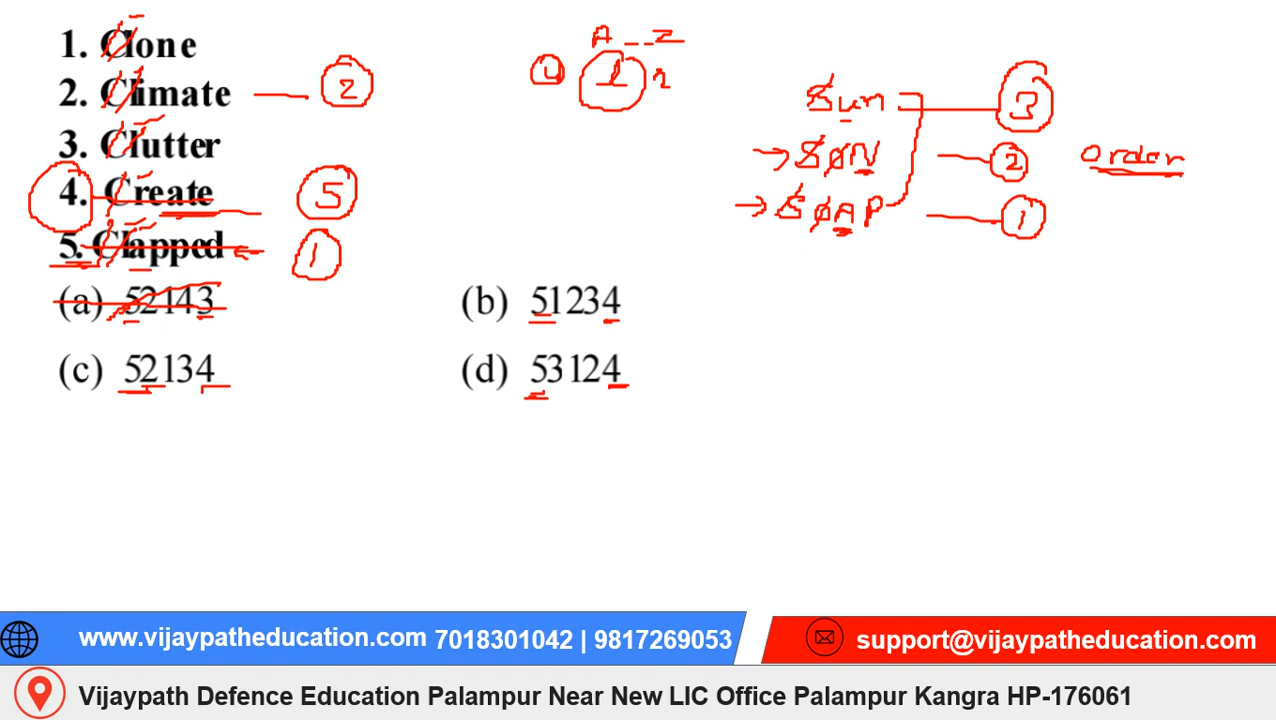 1. Clone
2. Climate 2
3. Clutter
4. Create 5
5. Clapped 1
(a) 52143 (b) 51234
(c) 52134 (d) 53124
A _ _ Z
L r
Sun 3
SON 2 Order
SOAP 1
www.vijaypatheducation.com 7018301042 | 9817269053 support@vijaypatheducation.com
Vijaypath Defence Education Palampur Near New LIC Office Palampur Kangra HP-176061